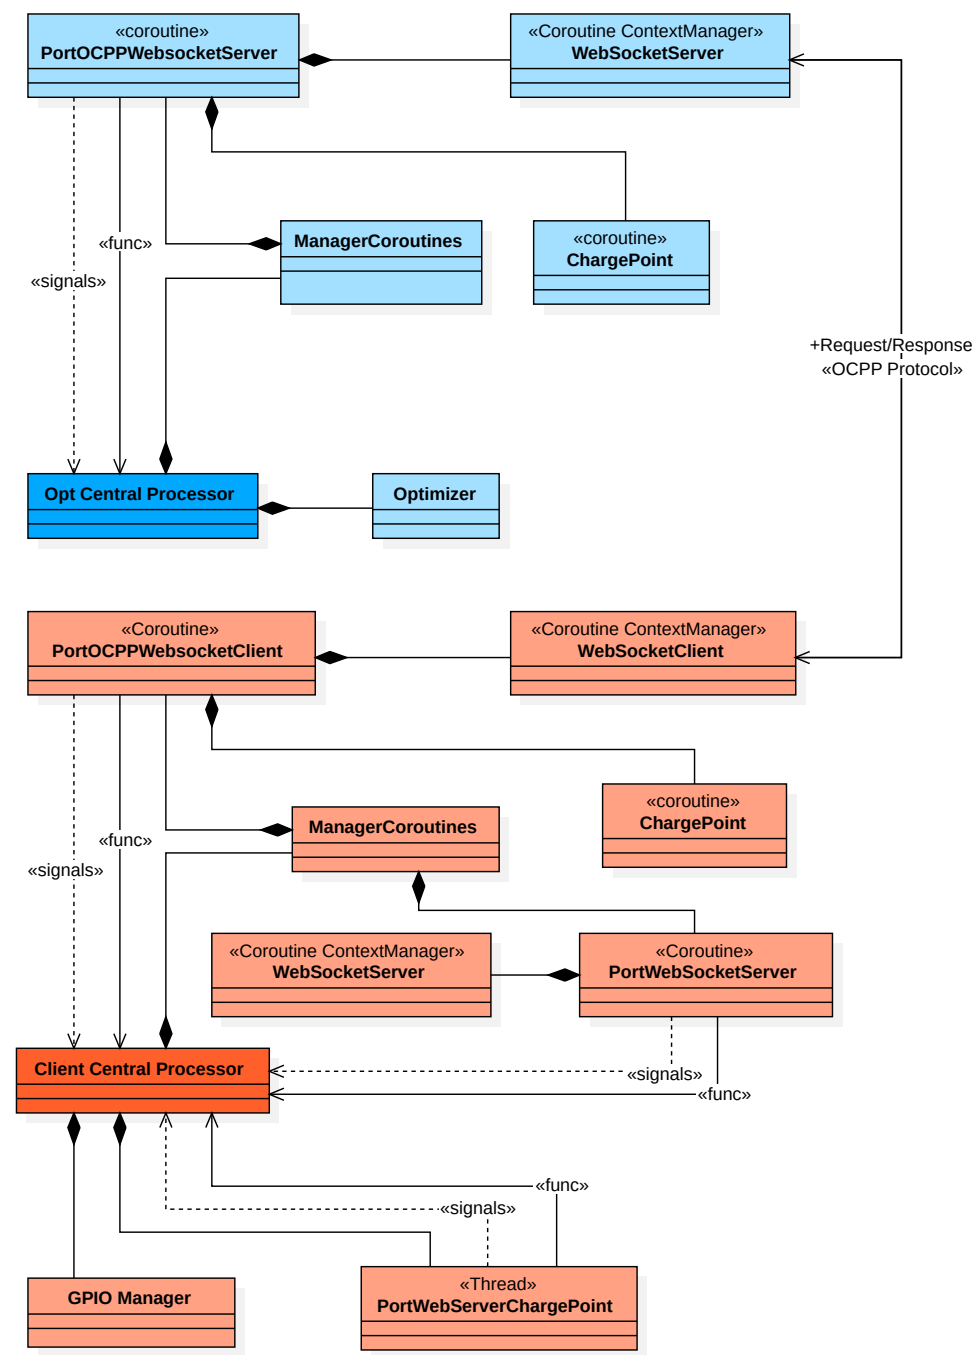 «coroutine»
PortOCPPWebsocketServer
«Coroutine ContextManager»
WebSocketServer
«func»
«signals»
ManagerCoroutines
«coroutine»
ChargePoint
+Request/Response
«OCPP Protocol»
Opt Central Processor
Optimizer
«Coroutine»
PortOCPPWebsocketClient
«Coroutine ContextManager»
WebSocketClient
«func»
«signals»
ManagerCoroutines
«coroutine»
ChargePoint
«Coroutine ContextManager»
WebSocketServer
«Coroutine»
PortWebSocketServer
Client Central Processor
«signals»
«func»
«func»
«signals»
GPIO Manager
«Thread»
PortWebServerChargePoint